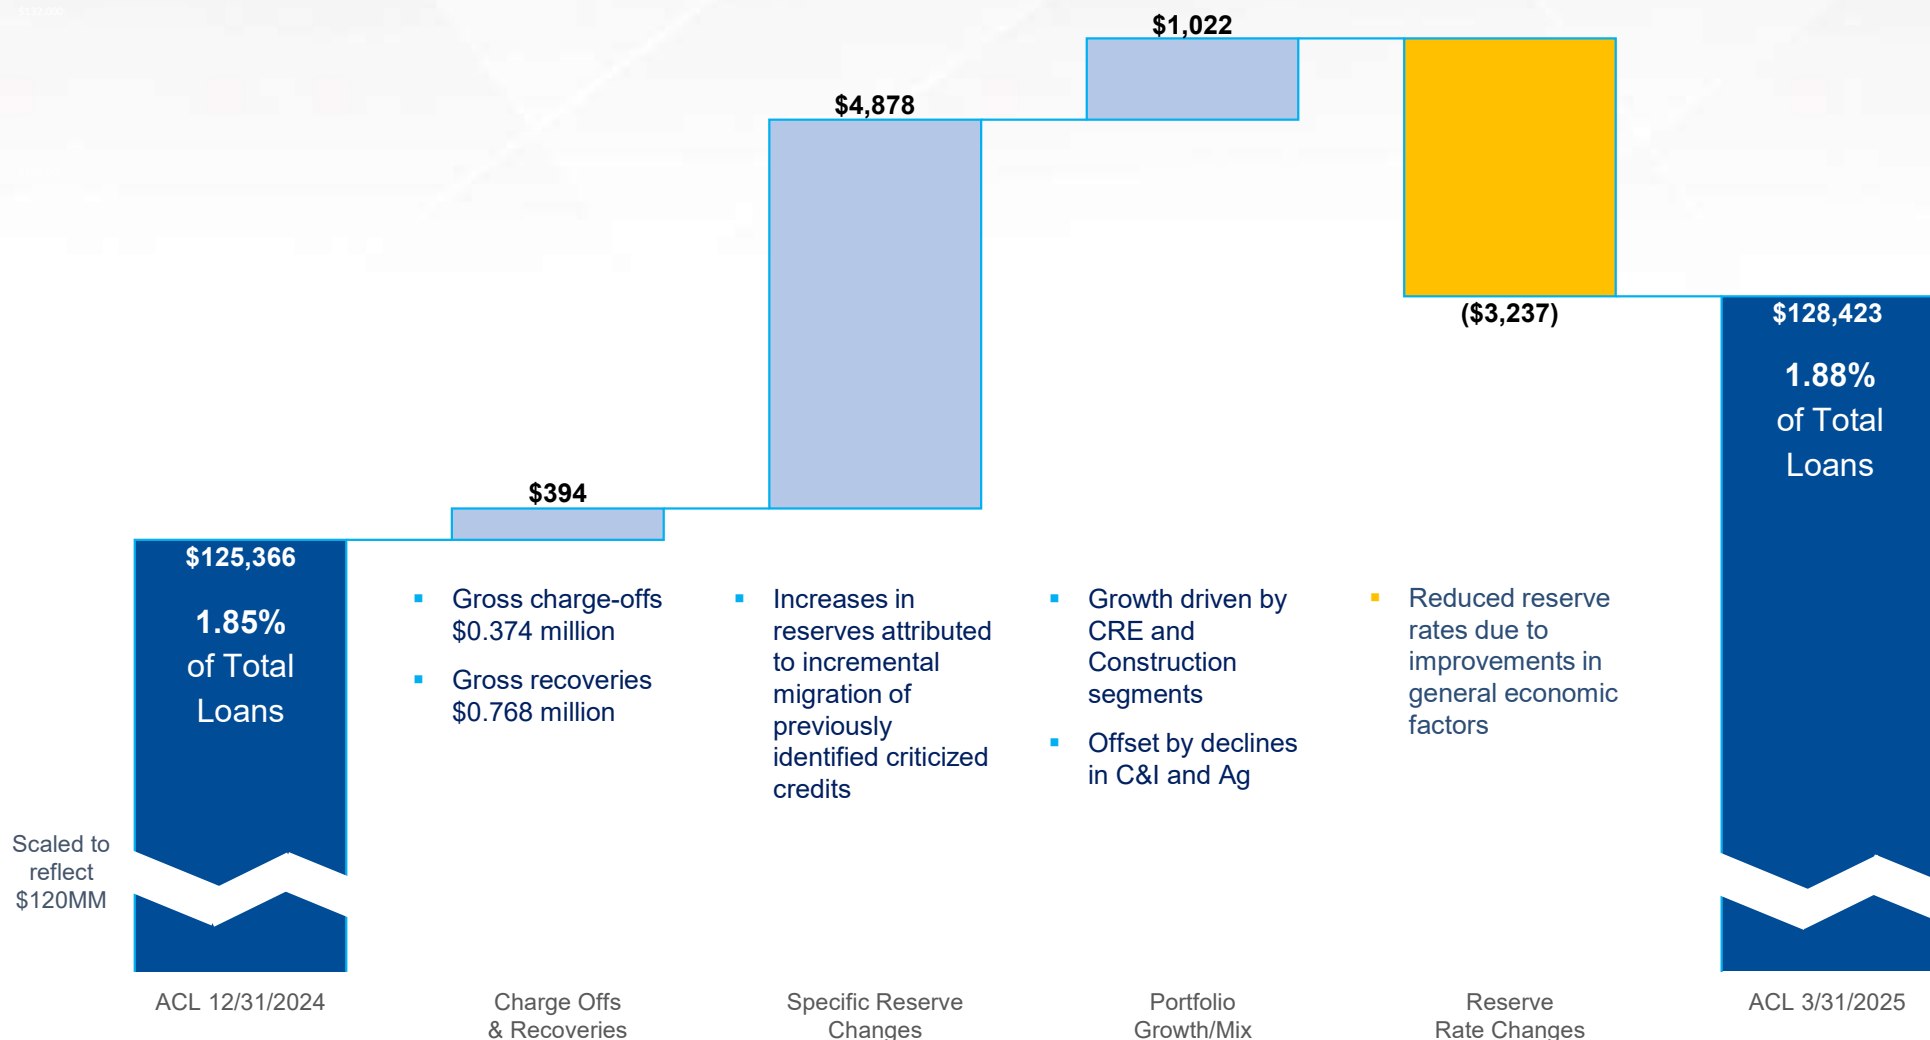 $1,022
$4,878
($3,237)
$128,423
1.88%
of Total
Loans
$394
$125,366
1.85%
of Total
Loans
▪ Gross charge-offs
$0.374 million
▪ Gross recoveries
$0.768 million
▪ Increases in
reserves attributed
to incremental
migration of
previously
identified criticized
credits
▪ Growth driven by
CRE and
Construction
segments
▪ Offset by declines
in C&I and Ag
▪ Reduced reserve
rates due to
improvements in
general economic
factors
Scaled to
reflect
$120MM
ACL 12/31/2024
Charge Offs
& Recoveries
Specific Reserve
Changes
Portfolio
Growth/Mix
Reserve
Rate Changes
ACL 3/31/2025